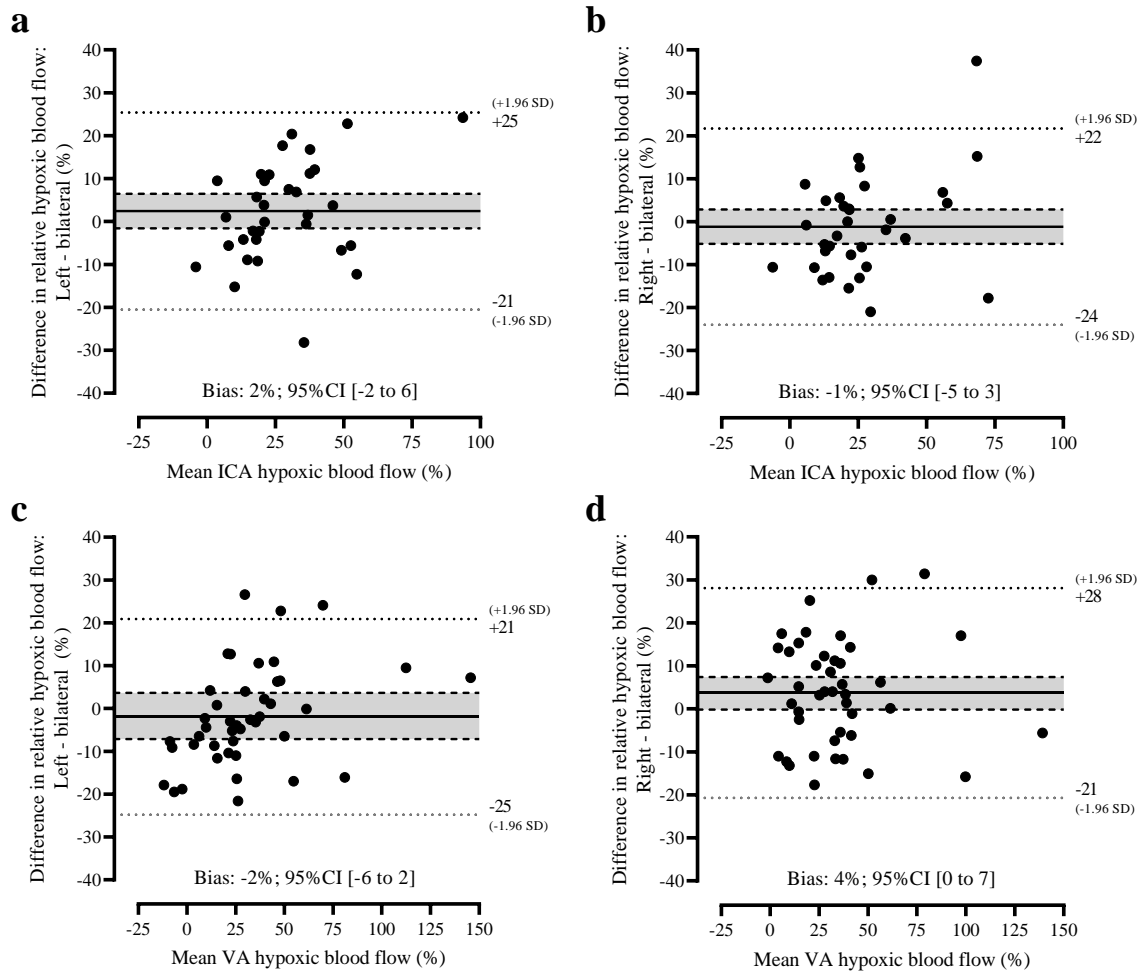 a
Difference in relative hypoxic blood flow:
Left - bilateral (%)
40
30
20
10
0
-10
-20
-30
-40
(+1.96 SD)
+25
-21
(-1.96 SD)
Bias: 2%; 95%CI [-2 to 6]
-25
0
25
50
75
100
Mean ICA hypoxic blood flow (%)
b
Difference in relative hypoxic blood flow:
Right - bilateral (%)
40
30
20
10
0
-10
-20
-30
-40
(+1.96 SD)
+22
-24
(-1.96 SD)
Bias: -1%; 95%CI [-5 to 3]
-25
0
25
50
75
100
Mean ICA hypoxic blood flow (%)
c
Difference in relative hypoxic blood flow:
Left - bilateral (%)
40
30
20
10
0
-10
-20
-30
-40
(+1.96 SD)
+21
-25
(-1.96 SD)
Bias: -2%; 95%CI [-6 to 2]
-25
0
25
50
75
100
125
150
Mean VA hypoxic blood flow (%)
d
Difference in relative hypoxic blood flow:
Right - bilateral (%)
40
30
20
10
0
-10
-20
-30
-40
(+1.96 SD)
+28
-21
(-1.96 SD)
Bias: 4%; 95%CI [0 to 7]
-25
0
25
50
75
100
125
150
Mean VA hypoxic blood flow (%)